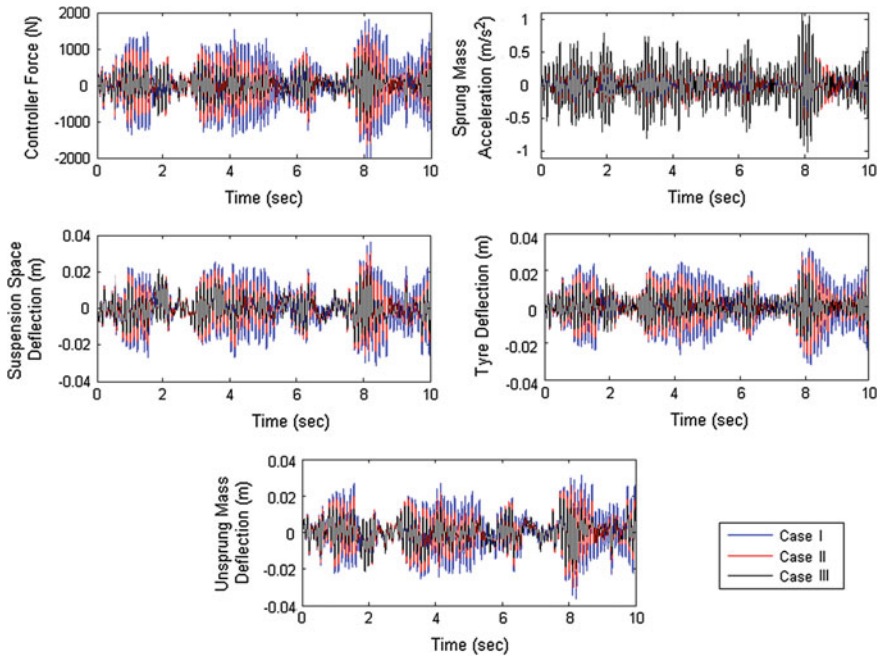 2000
1000
0
-1000
-2000
Controller Force (N)
0 2 4 6 8 10
Time (sec)
1
0.5
0
-0.5
-1
Sprung Mass
Acceleration (m/s²)
0 2 4 6 8 10
Time (sec)
0.04
0.02
0
-0.02
-0.04
Suspension Space
Deflection (m)
0 2 4 6 8 10
Time (sec)
0.04
0.02
0
-0.02
-0.04
Tyre Deflection (m)
0 2 4 6 8 10
Time (sec)
0.04
0.02
0
-0.02
-0.04
Unsprung Mass
Deflection (m)
0 2 4 6 8 10
Time (sec)
Case I
Case II
Case III